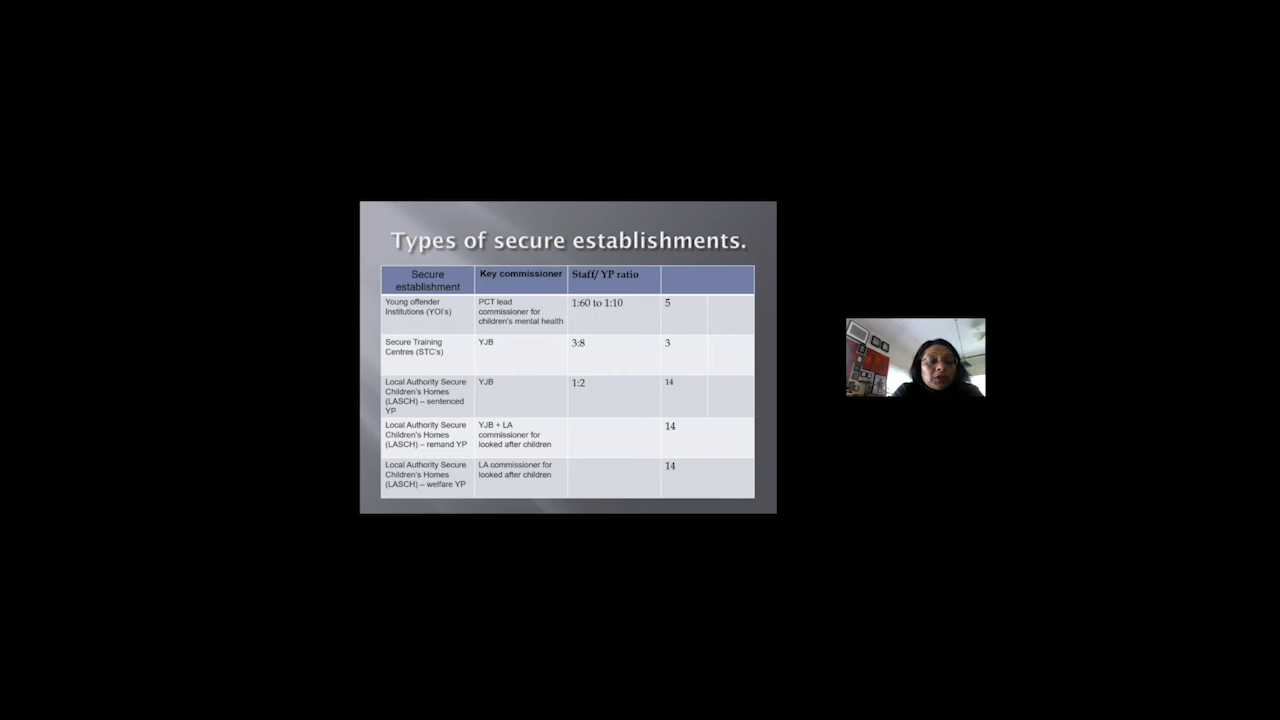 Types of secure establishments.
Secure
establishment
Key commissioner
Staff/ YP ratio
Young offender
Institutions (YOI's)
PCT lead
commissioner for
children's mental health
1:60 to 1:10
5
Secure Training
Centres (STC's)
YJB
3:8
3
Local Authority Secure
Children's Homes
(LASCH) – sentenced
YP
YJB
1:2
14
Local Authority Secure
Children's Homes
(LASCH) – remand YP
YJB + LA
commissioner for
looked after children
14
Local Authority Secure
Children's Homes
(LASCH) – welfare YP
LA commissioner for
looked after children
14